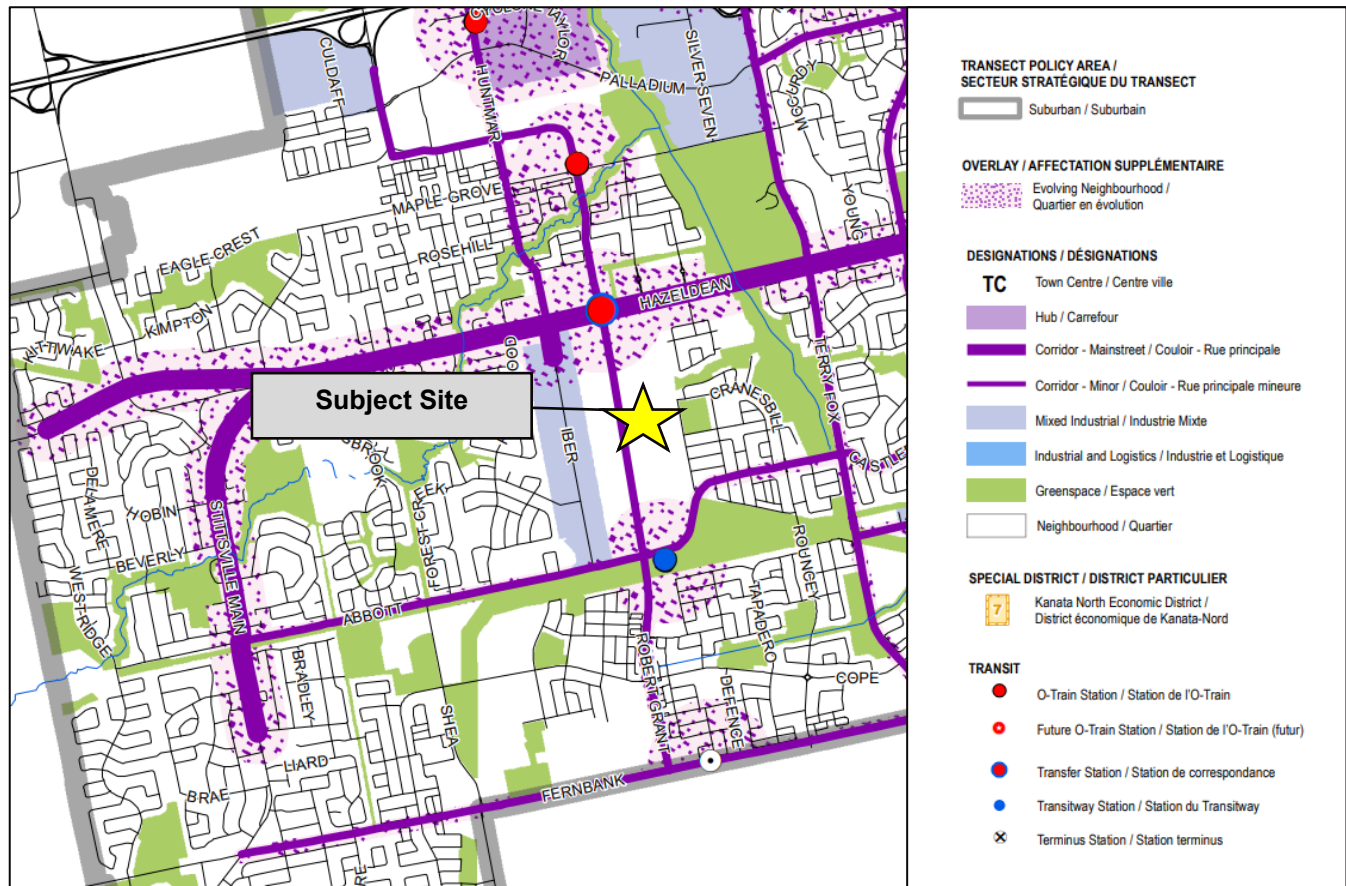 CYCLONE TAYLOR
CULDAFF
HUNTMAR
PALLADIUM
SILVER SEVEN
MCCURDY
MAPLE GROVE
YOUNG
ROSEHILL
EAGLE CREST
KIMPTON
KITTIWAKE
HAZELDEAN
TERRY FOX
Subject Site
IBER
CRANESBILL
CASTLE
DELAMERE
HOBIN
BEVERLY
WESTRIDGE
STITTSVILLE MAIN
FOREST CREEK
ABBOTT
ROUNCEY
TAPADERO
ROBERT GRANT
DEFENCE
COPE
BRADLEY
SHEA
LIARD
BRAE
FERNBANK
TRANSECT POLICY AREA /
SECTEUR STRATÉGIQUE DU TRANSECT
Suburban / Suburbain
OVERLAY / AFFECTATION SUPPLÉMENTAIRE
Evolving Neighbourhood /
Quartier en évolution
DESIGNATIONS / DÉSIGNATIONS
TC Town Centre / Centre ville
Hub / Carrefour
Corridor - Mainstreet / Couloir - Rue principale
Corridor - Minor / Couloir - Rue principale mineure
Mixed Industrial / Industrie Mixte
Industrial and Logistics / Industrie et Logistique
Greenspace / Espace vert
Neighbourhood / Quartier
SPECIAL DISTRICT / DISTRICT PARTICULIER
7 Kanata North Economic District /
District économique de Kanata-Nord
TRANSIT
O-Train Station / Station de l'O-Train
Future O-Train Station / Station de l'O-Train (futur)
Transfer Station / Station de correspondance
Transitway Station / Station du Transitway
Terminus Station / Station terminus